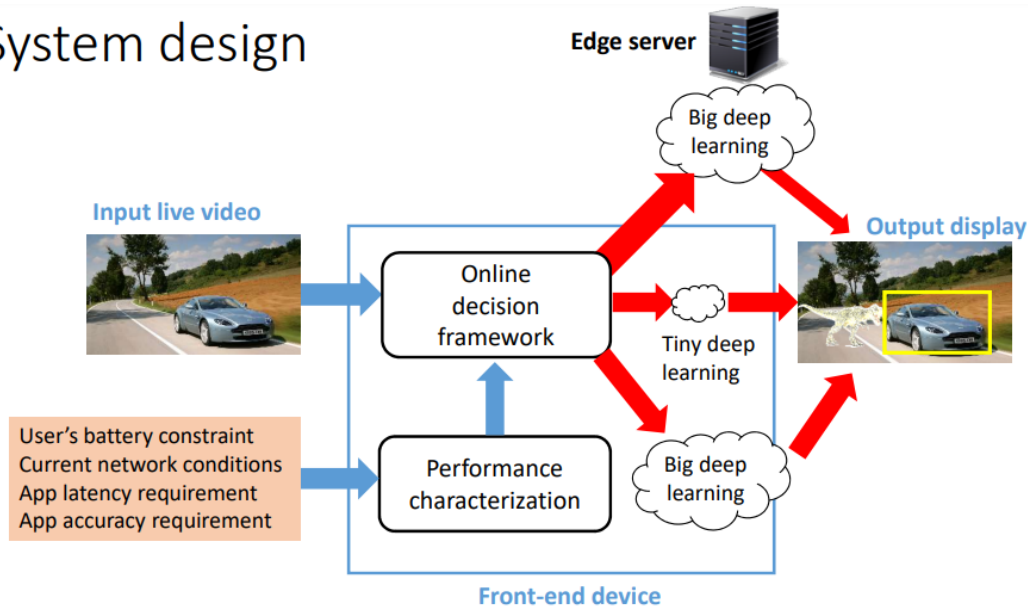 System design
Edge server
Big deep
learning
Input live video
Output display
Online
decision
framework
Tiny deep
learning
User's battery constraint
Current network conditions
App latency requirement
App accuracy requirement
Performance
characterization
Big deep
learning
Front-end device